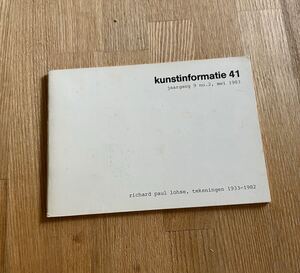 kunstinformatie 41
jaargang 9 no.2, mei 1983
richard paul lohse, tekeningen 1933-1982